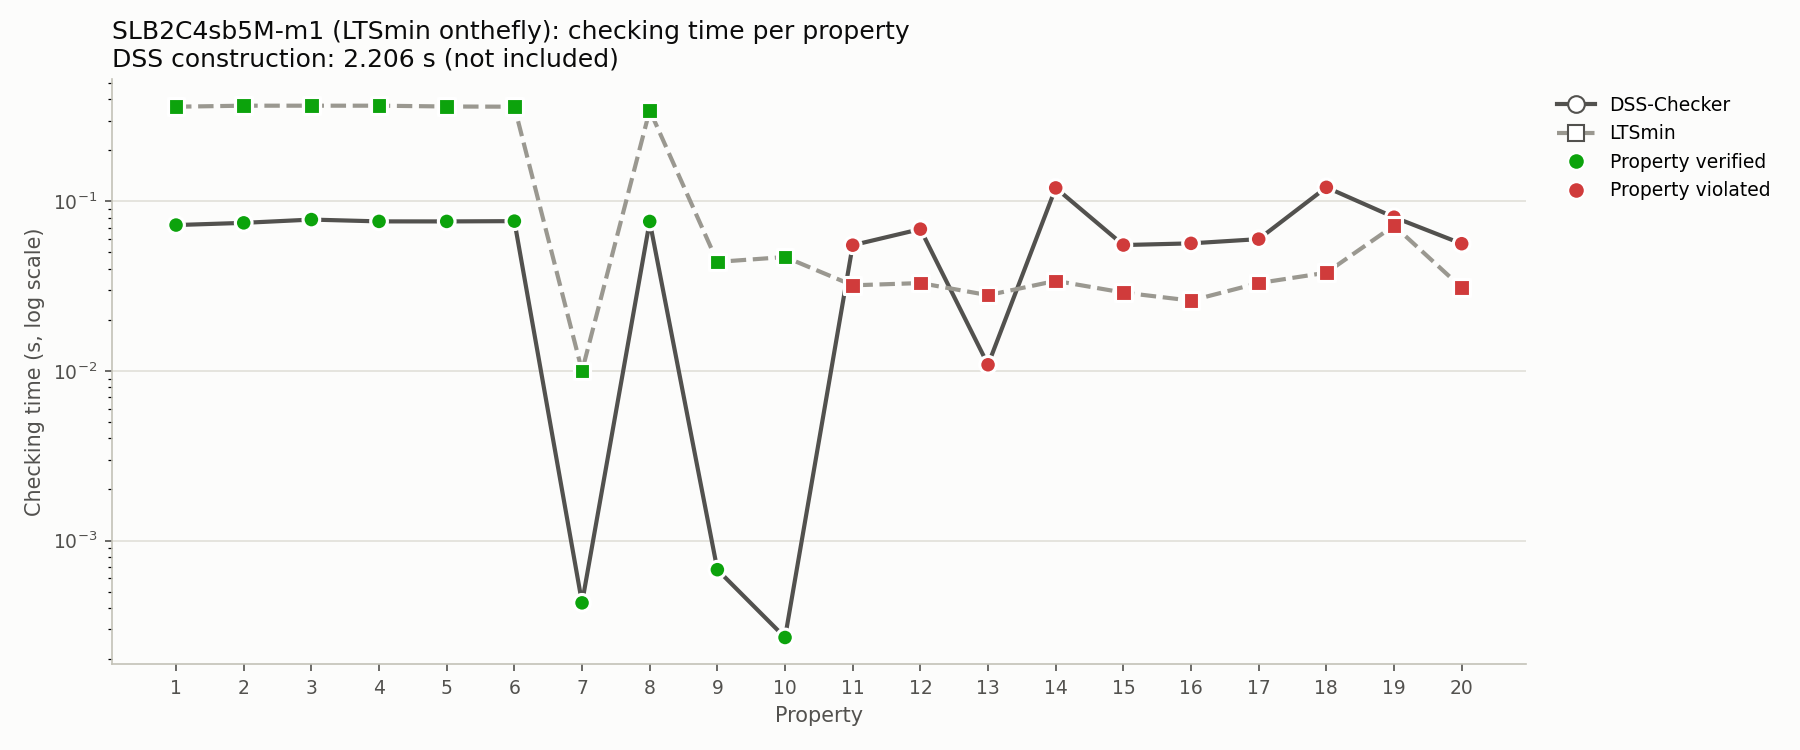 SLB2C4sb5M-m1 (LTSmin onthefly): checking time per property
DSS construction: 2.206 s (not included)
DSS-Checker
LTSmin
Property verified
Property violated
Checking time (s, log scale)
10⁻¹
10⁻²
10⁻³
1 2 3 4 5 6 7 8 9 10 11 12 13 14 15 16 17 18 19 20
Property